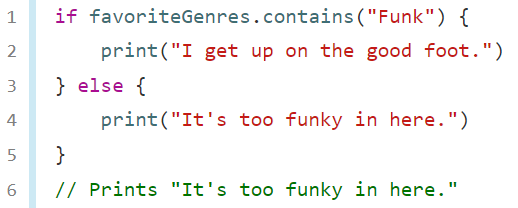 1 if favoriteGenres.contains("Funk") {
2     print("I get up on the good foot.")
3 } else {
4     print("It's too funky in here.")
5 }
6 // Prints "It's too funky in here."